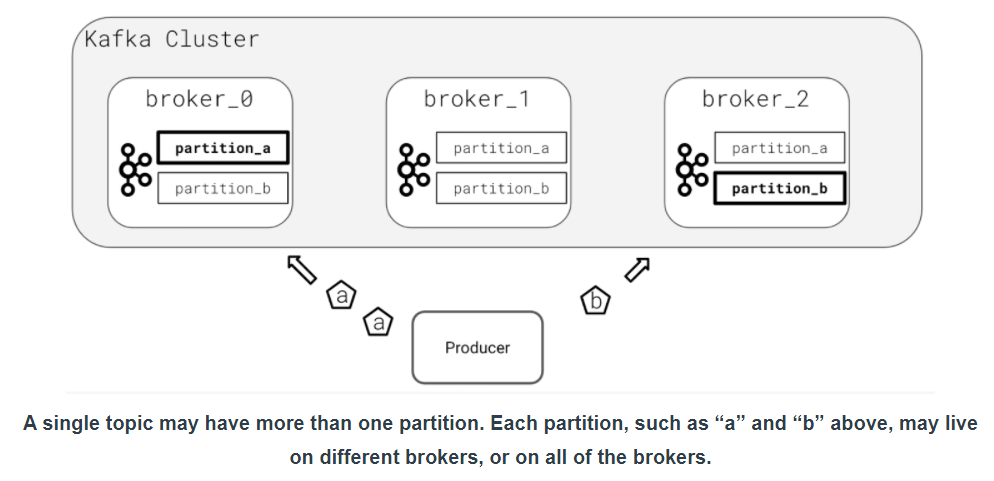 Kafka Cluster
broker_0
partition_a
partition_b
broker_1
partition_a
partition_b
broker_2
partition_a
partition_b
a
a
b
Producer
A single topic may have more than one partition. Each partition, such as “a” and “b” above, may live
on different brokers, or on all of the brokers.